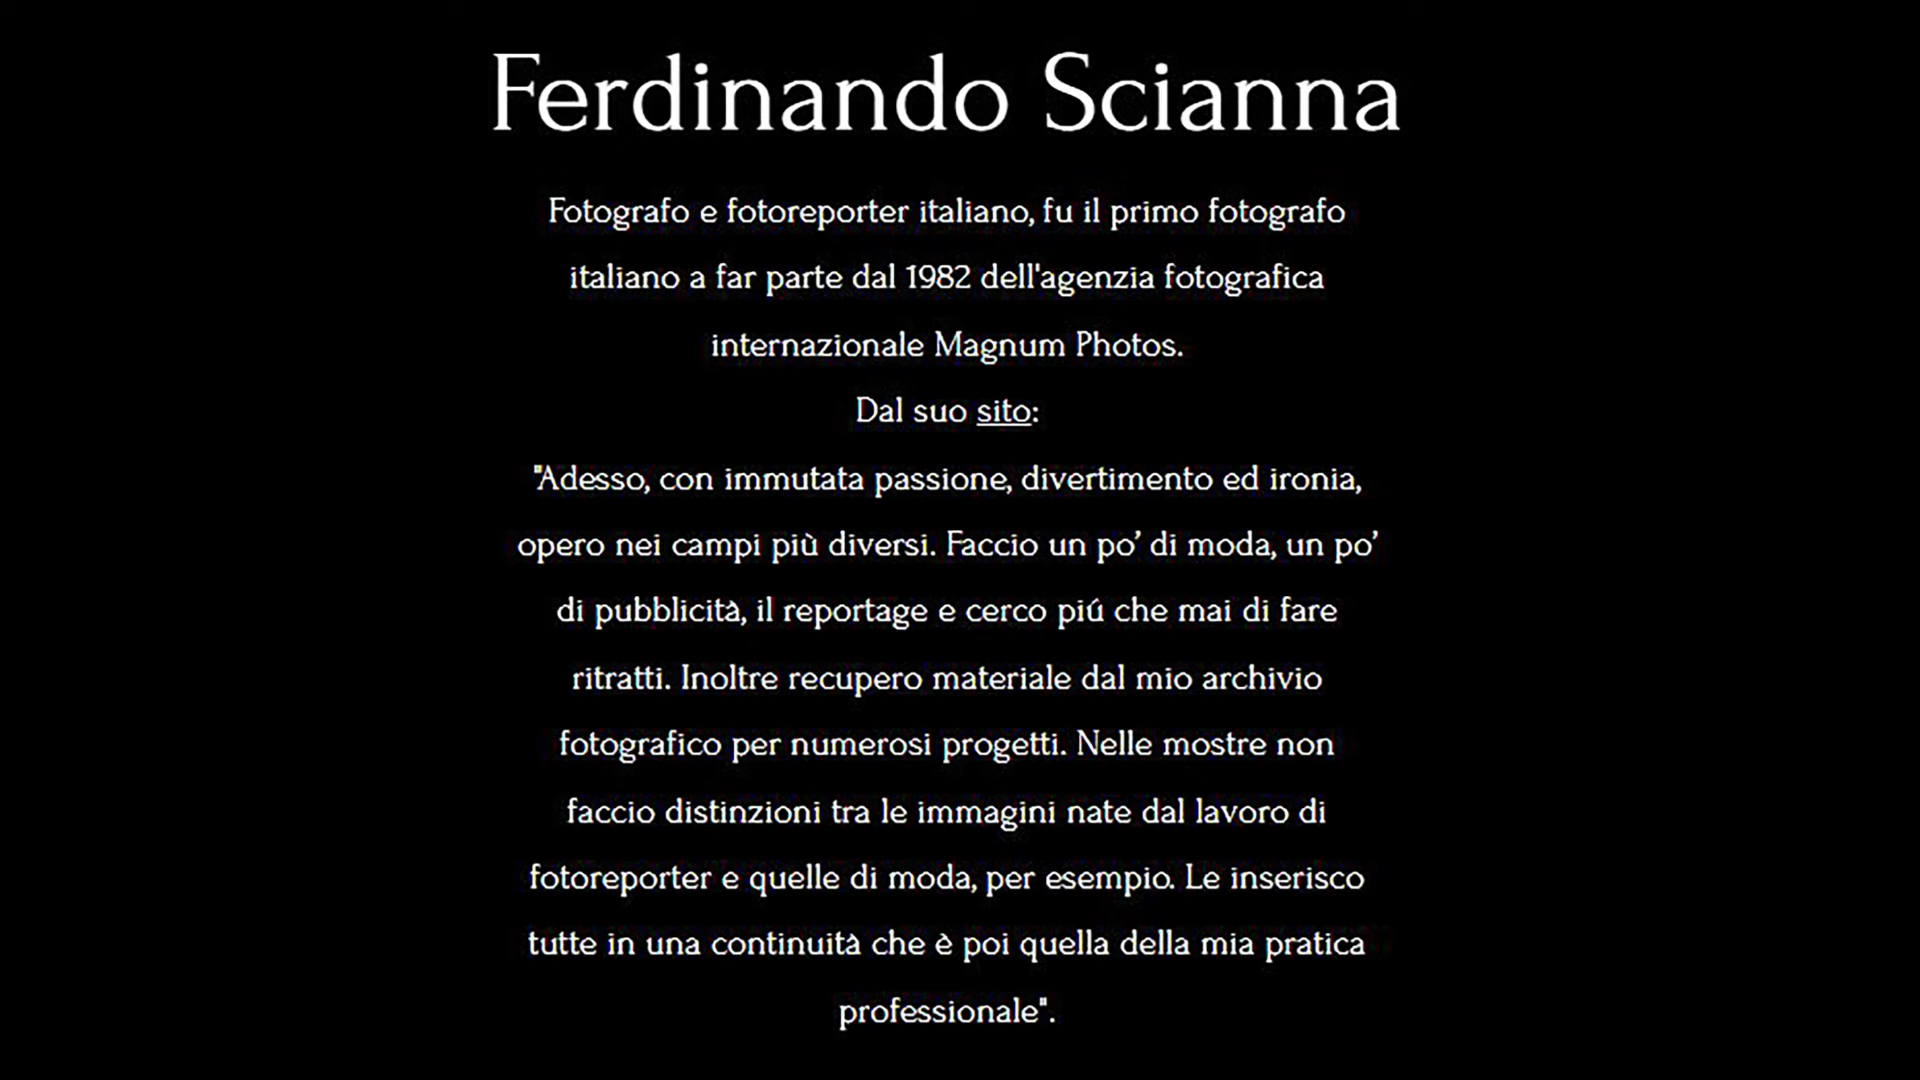 Ferdinando Scianna
Fotografo e fotoreporter italiano, fu il primo fotografo
italiano a far parte dal 1982 dell'agenzia fotografica
internazionale Magnum Photos.
Dal suo sito:
"Adesso, con immutata passione, divertimento ed ironia,
opero nei campi più diversi. Faccio un po’ di moda, un po’
di pubblicità, il reportage e cerco piú che mai di fare
ritratti. Inoltre recupero materiale dal mio archivio
fotografico per numerosi progetti. Nelle mostre non
faccio distinzioni tra le immagini nate dal lavoro di
fotoreporter e quelle di moda, per esempio. Le inserisco
tutte in una continuità che è poi quella della mia pratica
professionale".